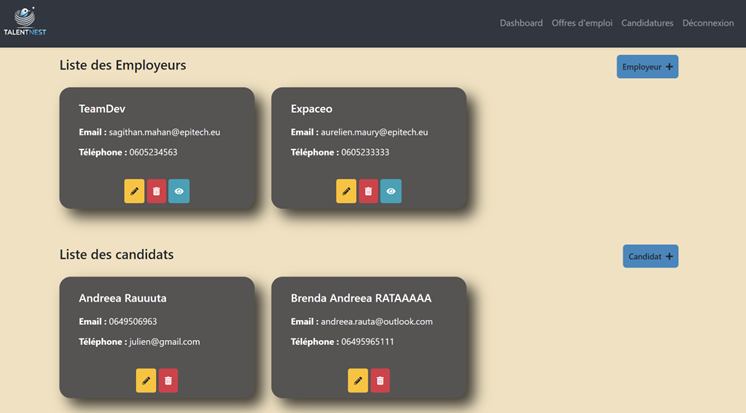 TALENTNEST
Dashboard Offres d'emploi Candidatures Déconnexion
Liste des Employeurs
Employeur +
TeamDev
Email : sagithan.mahan@epitech.eu
Téléphone : 0605234563
Expaceo
Email : aurelien.maury@epitech.eu
Téléphone : 0605233333
Liste des candidats
Candidat +
Andreea Rauuuta
Email : 0649506963
Téléphone : julien@gmail.com
Brenda Andreea RATAAAAA
Email : andreea.rauta@outlook.com
Téléphone : 06495965111